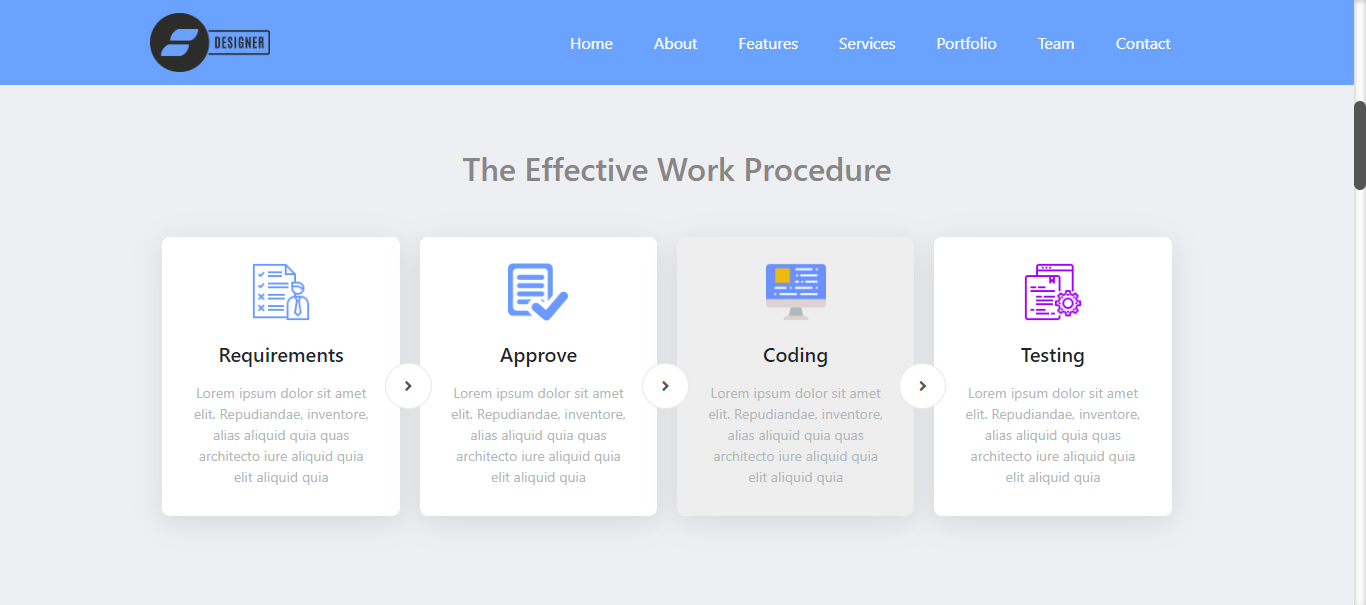 DESIGNER
Home About Features Services Portfolio Team Contact
The Effective Work Procedure
Requirements
Lorem ipsum dolor sit amet
elit. Repudiandae, inventore,
alias aliquid quia quas
architecto iure aliquid quia
elit aliquid quia
Approve
Lorem ipsum dolor sit amet
elit. Repudiandae, inventore,
alias aliquid quia quas
architecto iure aliquid quia
elit aliquid quia
Coding
Lorem ipsum dolor sit amet
elit. Repudiandae, inventore,
alias aliquid quia quas
architecto iure aliquid quia
elit aliquid quia
Testing
Lorem ipsum dolor sit amet
elit. Repudiandae, inventore,
alias aliquid quia quas
architecto iure aliquid quia
elit aliquid quia